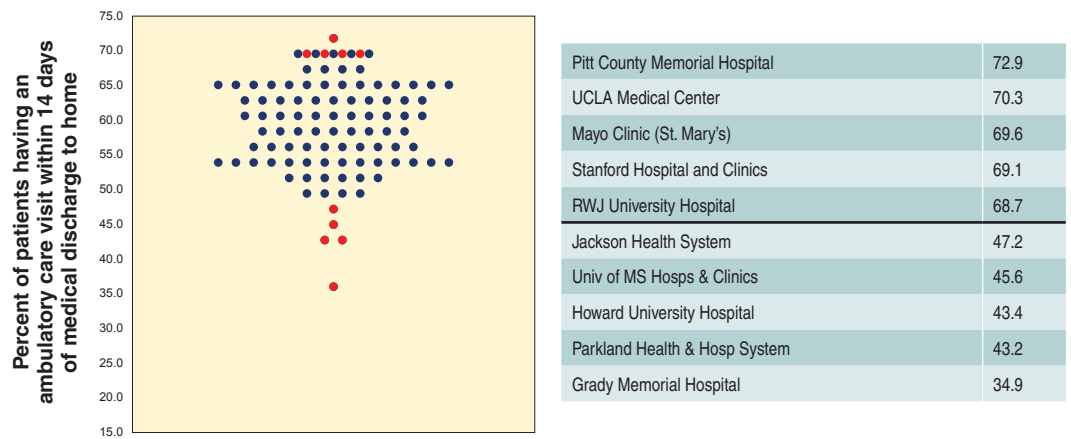 Percent of patients having an
ambulatory care visit within 14 days
of medical discharge to home
75.0
70.0
65.0
60.0
55.0
50.0
45.0
40.0
35.0
30.0
25.0
20.0
15.0
Pitt County Memorial Hospital 72.9
UCLA Medical Center 70.3
Mayo Clinic (St. Mary's) 69.6
Stanford Hospital and Clinics 69.1
RWJ University Hospital 68.7
Jackson Health System 47.2
Univ of MS Hosps & Clinics 45.6
Howard University Hospital 43.4
Parkland Health & Hosp System 43.2
Grady Memorial Hospital 34.9